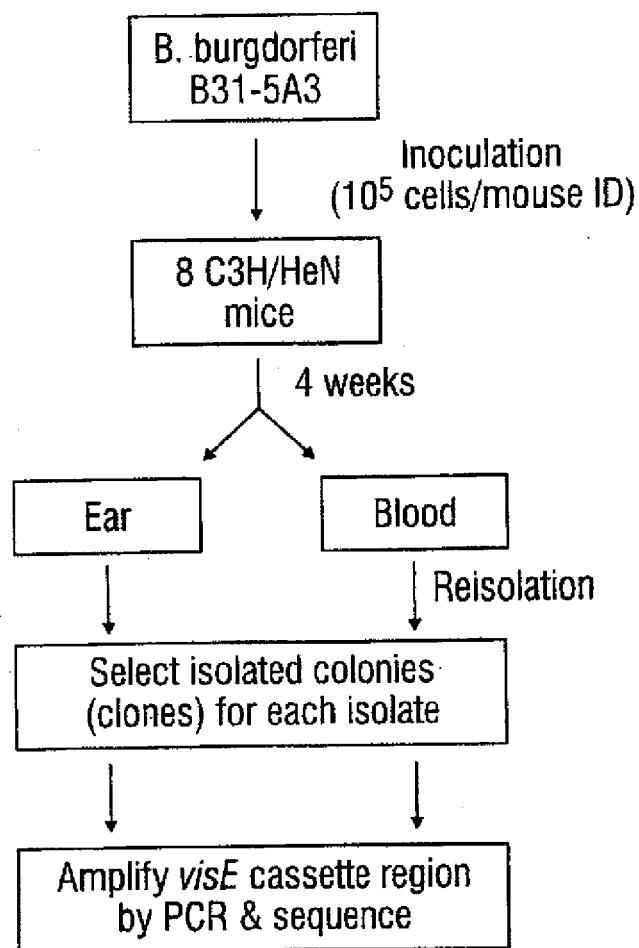 B. burgdorferi
B31-5A3
Inoculation
(10⁵ cells/mouse ID)
8 C3H/HeN
mice
4 weeks
Ear
Blood
Reisolation
Select isolated colonies
(clones) for each isolate
Amplify visE cassette region
by PCR & sequence